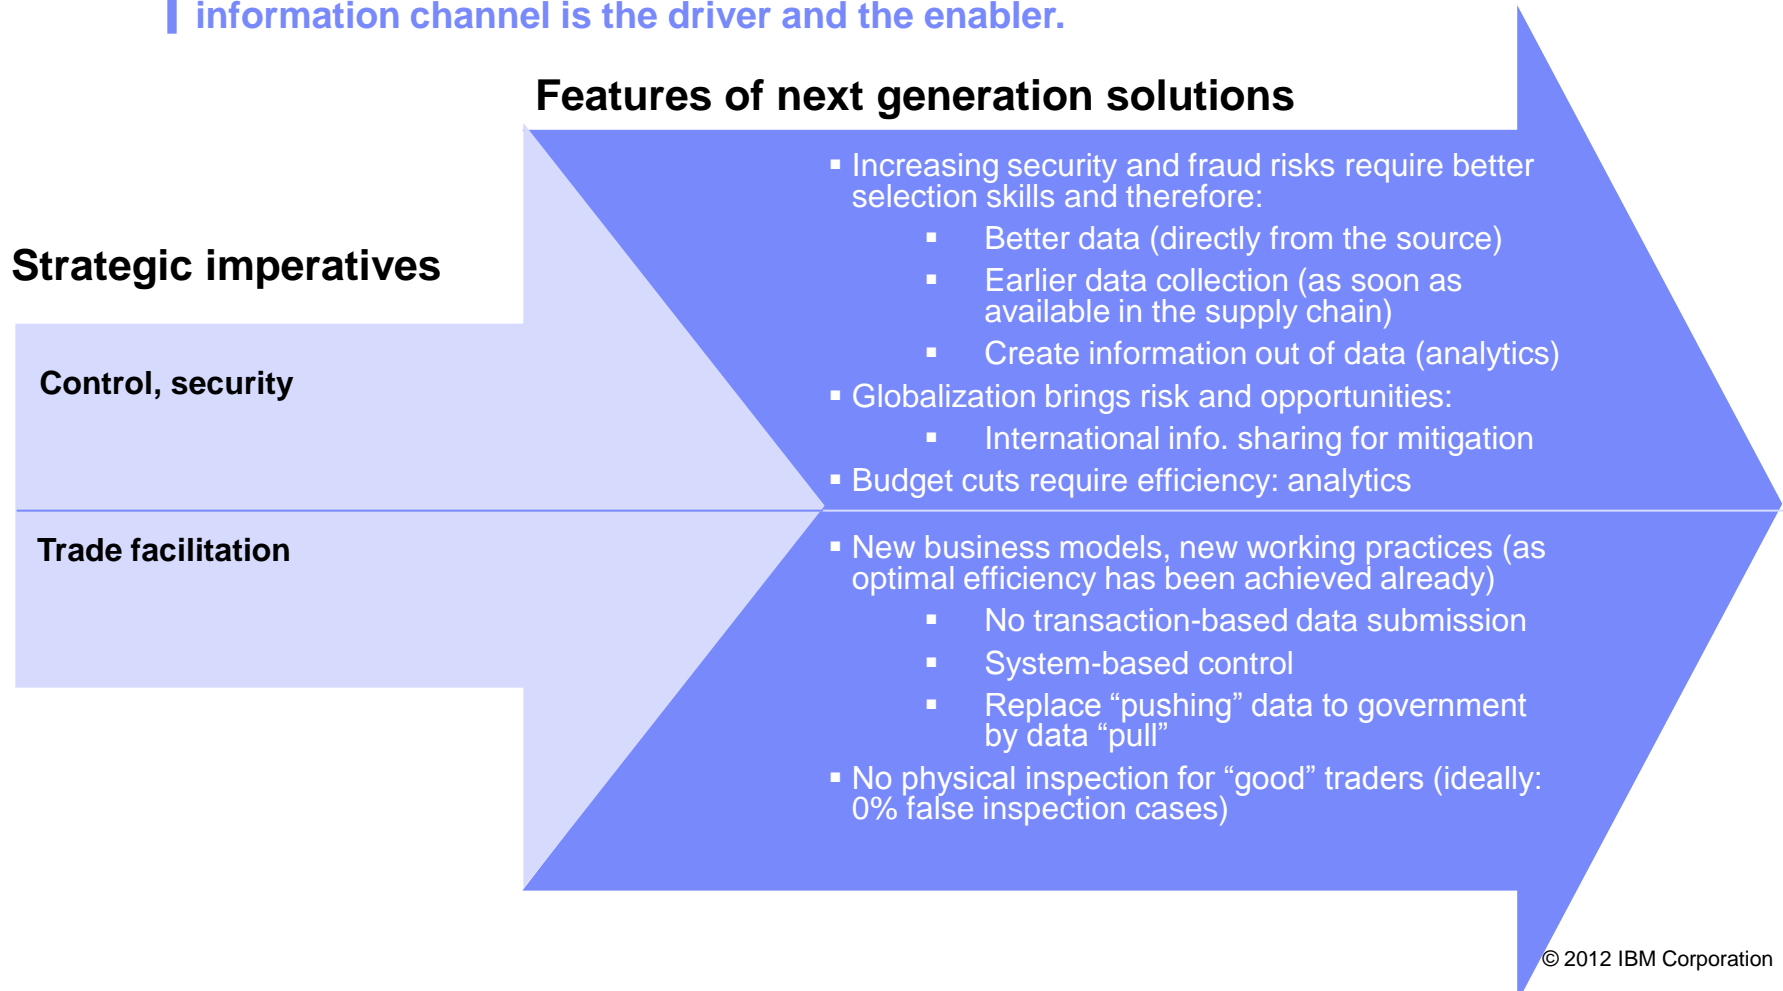 information channel is the driver and the enabler.
Features of next generation solutions
Strategic imperatives
Control, security
▪ Increasing security and fraud risks require better
selection skills and therefore:
▪ Better data (directly from the source)
▪ Earlier data collection (as soon as
available in the supply chain)
▪ Create information out of data (analytics)
▪ Globalization brings risk and opportunities:
▪ International info. sharing for mitigation
▪ Budget cuts require efficiency: analytics
Trade facilitation
▪ New business models, new working practices (as
optimal efficiency has been achieved already)
▪ No transaction-based data submission
▪ System-based control
▪ Replace “pushing” data to government
by data “pull”
▪ No physical inspection for “good” traders (ideally:
0% false inspection cases)
© 2012 IBM Corporation